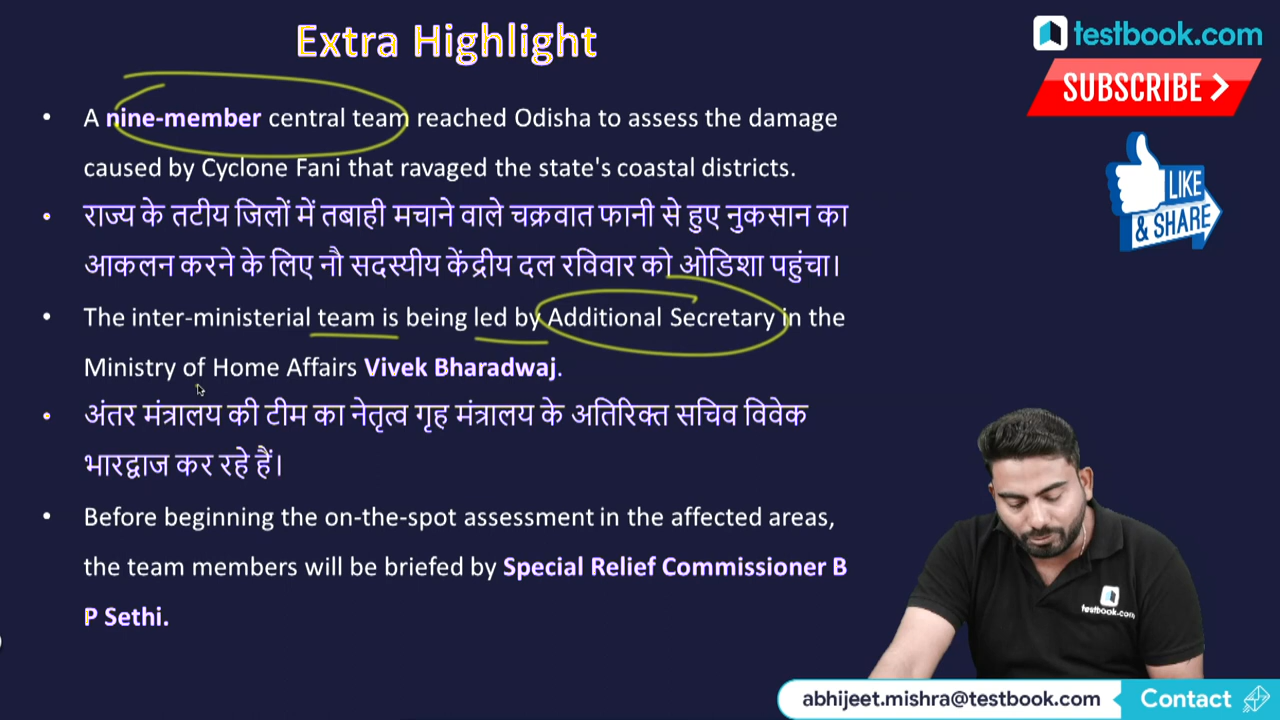 Extra Highlight
testbook.com
SUBSCRIBE
• A nine-member central team reached Odisha to assess the damage
caused by Cyclone Fani that ravaged the state's coastal districts.
LIKE
& SHARE
• राज्य के तटीय जिलों में तबाही मचाने वाले चक्रवात फानी से हुए नुकसान का
आकलन करने के लिए नौ सदस्यीय केंद्रीय दल रविवार को ओडिशा पहुंचा।
• The inter-ministerial team is being led by Additional Secretary in the
Ministry of Home Affairs Vivek Bharadwaj.
• अंतर मंत्रालय की टीम का नेतृत्व गृह मंत्रालय के अतिरिक्त सचिव विवेक
भारद्वाज कर रहे हैं।
• Before beginning the on-the-spot assessment in the affected areas,
the team members will be briefed by Special Relief Commissioner B
P Sethi.
testbook.com
abhijeet.mishra@testbook.com
Contact